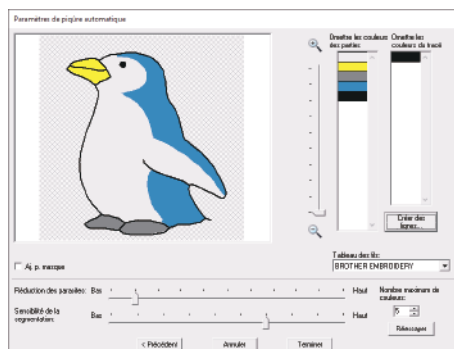 Paramètres de piqûre automatique
Omettre les couleurs des parties
Omettre les couleurs du tracé
Créer des lignes...
Tableau des fils:
BROTHER EMBROIDERY
Aj. p. masque
Réduction des parasites: Bas Haut
Nombre maximum de couleurs:
5
Sensibilité de la segmentation: Bas Haut
Réessayer
< Précédent Annuler Terminer